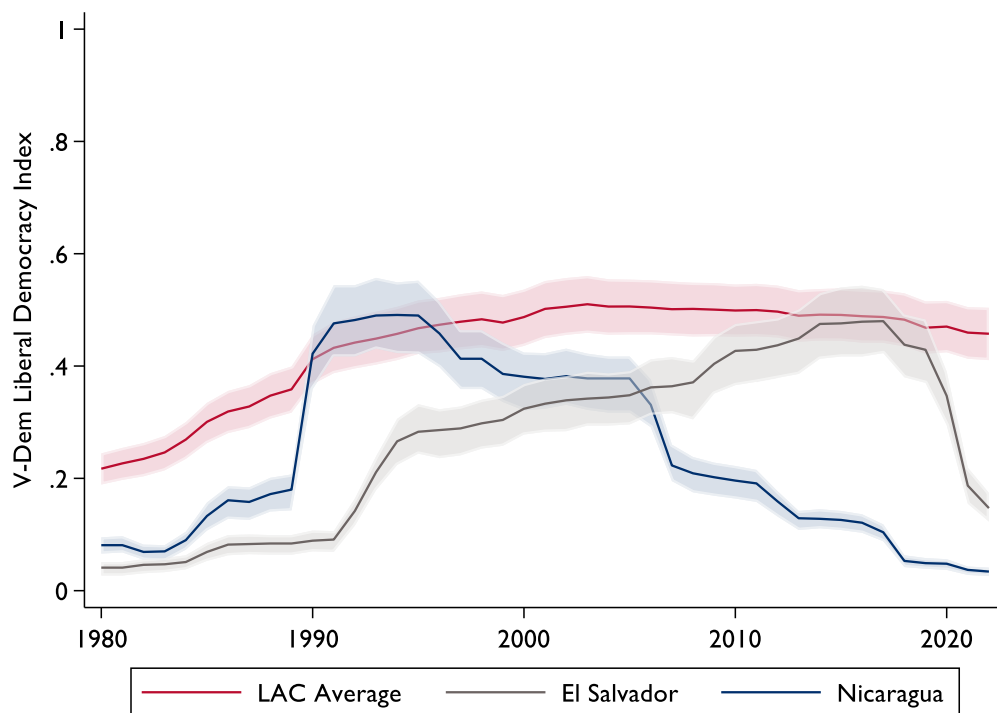 V-Dem Liberal Democracy Index
1
.8
.6
.4
.2
0
1980 1990 2000 2010 2020
LAC Average El Salvador Nicaragua